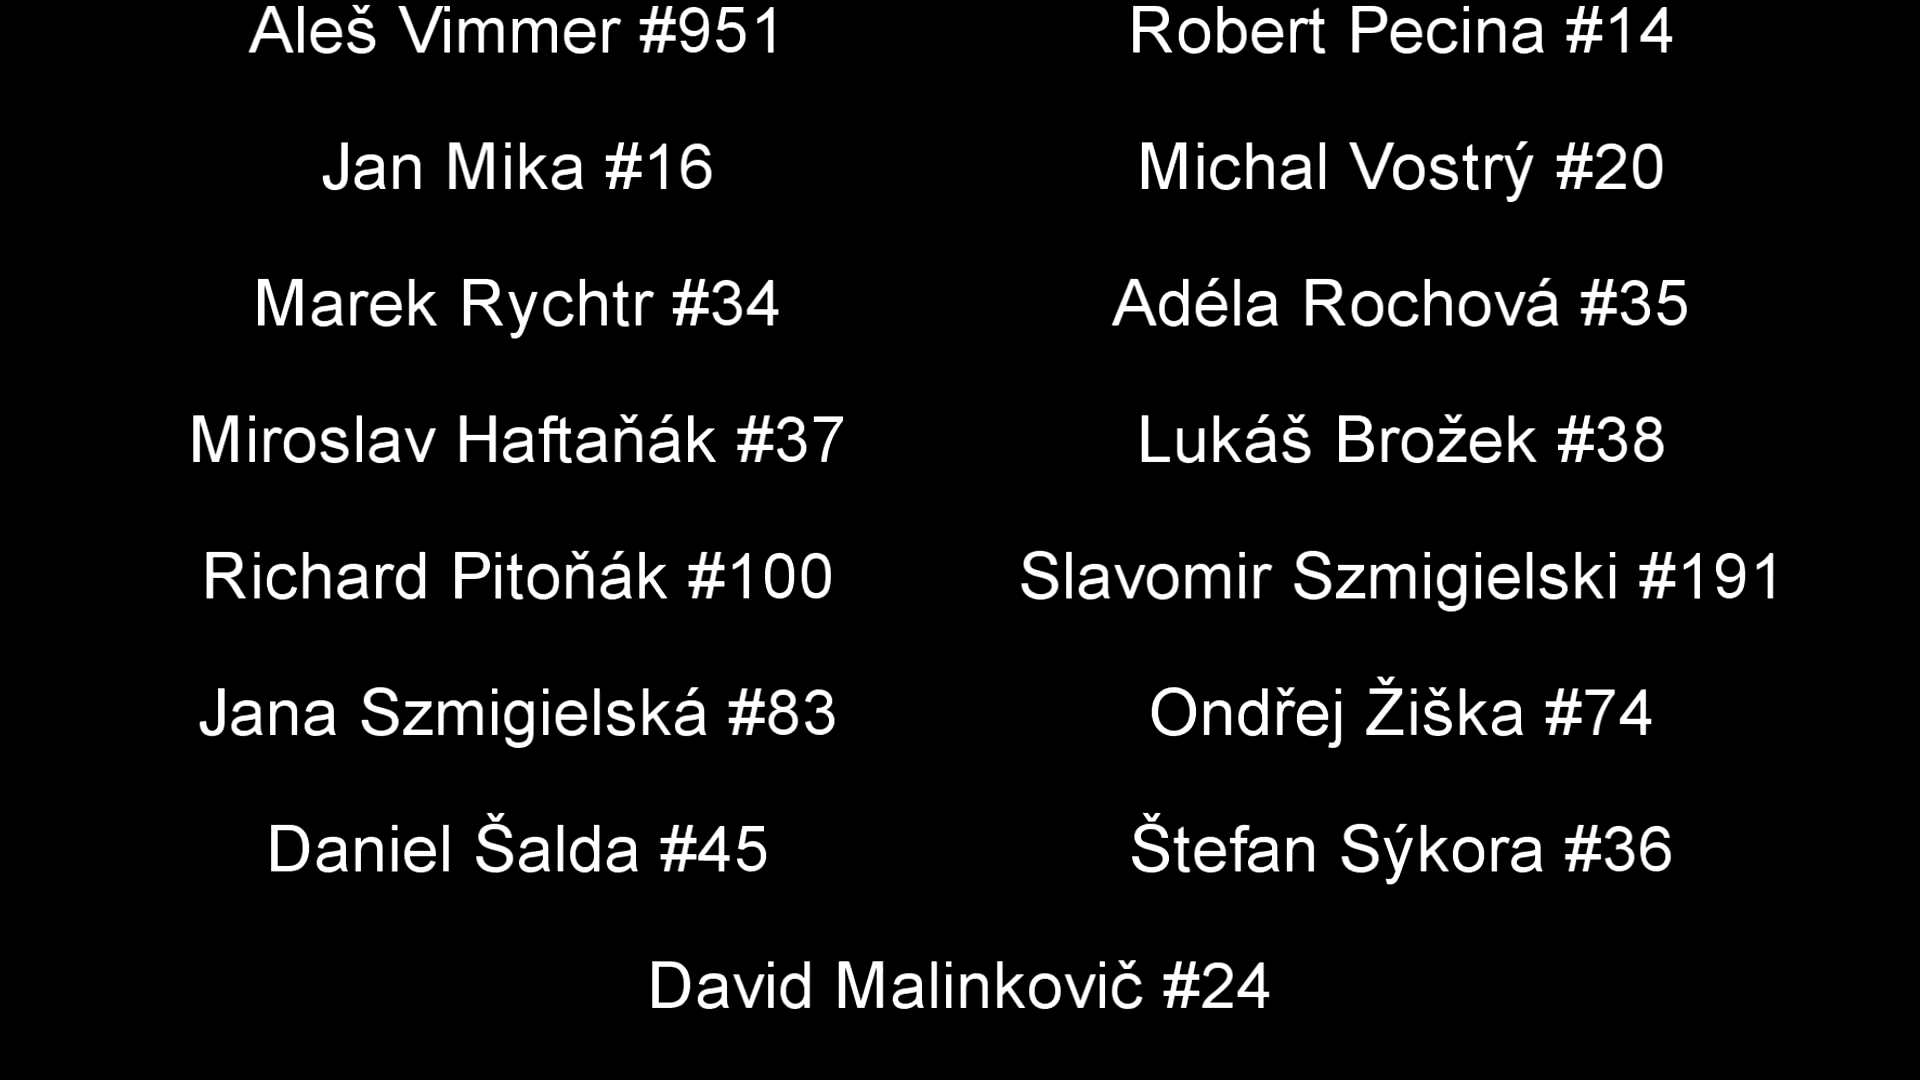 Aleš Vimmer #951
Robert Pecina #14
Jan Mika #16
Michal Vostrý #20
Marek Rychtr #34
Adéla Rochová #35
Miroslav Haftaňák #37
Lukáš Brožek #38
Richard Pitoňák #100
Slavomir Szmigielski #191
Jana Szmigielská #83
Ondřej Žiška #74
Daniel Šalda #45
Štefan Sýkora #36
David Malinkovič #24